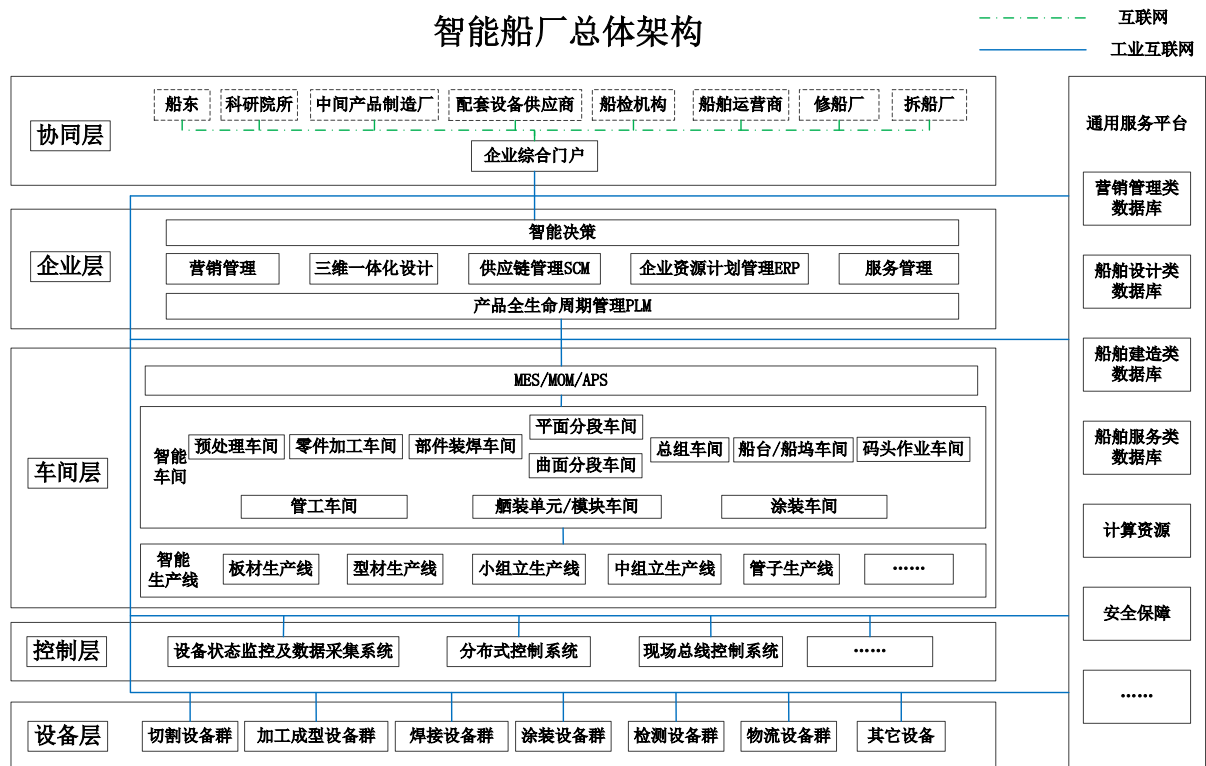 智能船厂总体架构
互联网
工业互联网
协同层
船东
科研院所
中间产品制造厂
配套设备供应商
船检机构
船舶运营商
修船厂
拆船厂
企业综合门户
企业层
智能决策
营销管理
三维一体化设计
供应链管理SCM
企业资源计划管理ERP
服务管理
产品全生命周期管理PLM
车间层
MES/MOM/APS
智能
车间
预处理车间
零件加工车间
部件装焊车间
平面分段车间
曲面分段车间
总组车间
船台/船坞车间
码头作业车间
管工车间
舾装单元/模块车间
涂装车间
智能
生产线
板材生产线
型材生产线
小组立生产线
中组立生产线
管子生产线
……
控制层
设备状态监控及数据采集系统
分布式控制系统
现场总线控制系统
……
设备层
切割设备群
加工成型设备群
焊接设备群
涂装设备群
检测设备群
物流设备群
其它设备
通用服务平台
营销管理类
数据库
船舶设计类
数据库
船舶建造类
数据库
船舶服务类
数据库
计算资源
安全保障
……